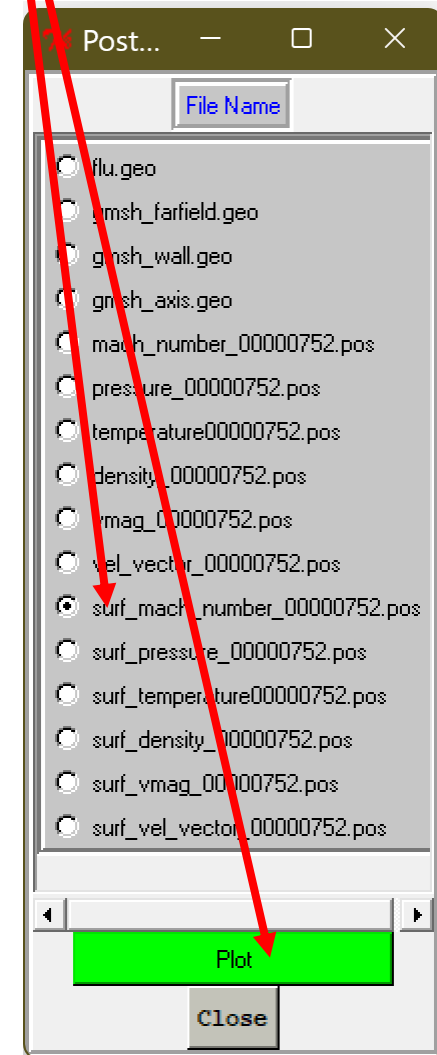 Post...
File Name
flu.geo
gmsh_farfield.geo
gmsh_wall.geo
gmsh_axis.geo
mach_number_00000752.pos
pressure_00000752.pos
temperature00000752.pos
density_00000752.pos
vmag_00000752.pos
vel_vector_00000752.pos
surf_mach_number_00000752.pos
surf_pressure_00000752.pos
surf_temperature00000752.pos
surf_density_00000752.pos
surf_vmag_00000752.pos
surf_vel_vector_00000752.pos
Plot
Close